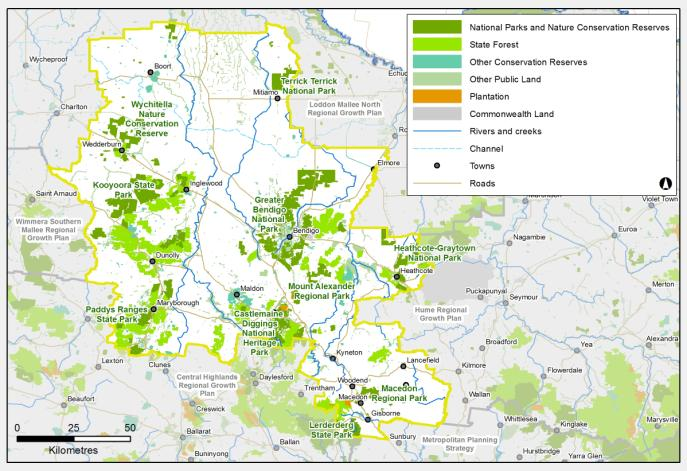 National Parks and Nature Conservation Reserves
State Forest
Other Conservation Reserves
Other Public Land
Plantation
Commonwealth Land
Rivers and creeks
Channel
Towns
Roads
Wycheproof
Boort
Charlton
Wychitella
Nature
Conservation
Reserve
Mitiamo
Terrick Terrick
National Park
Loddon Mallee North
Regional Growth Plan
Wedderburn
Elmore
Kooyoora State
Park
Inglewood
Saint Arnaud
Wimmera Southern
Mallee Regional
Growth Plan
Greater
Bendigo
National
Park
Bendigo
Violet Town
Nagambie
Euroa
Heathcote-Graytown
National Park
Heathcote
Dunolly
Maldon
Mount Alexander
Regional Park
Puckapunyal
Seymour
Merton
Paddys Ranges
State Park
Maryborough
Castlemaine
Diggings
National
Heritage
Park
Hume Regional
Growth Plan
Broadford
Yea
Alexandra
Kyneton
Lancefield
Lexton
Clunes
Central Highlands
Regional Growth
Plan
Daylesford
Trentham
Woodend
Macedon
Macedon
Regional Park
Kilmore
Flowerdale
Beaufort
Creswick
Gisborne
Wallan
Whittlesea
Kinglake
Marysville
Ballarat
Ballan
Lerderderg
State Park
Sunbury
Metropolitan Planning
Strategy
Buninyong
Hurstbridge
Yarra Glen
0 25 50
Kilometres